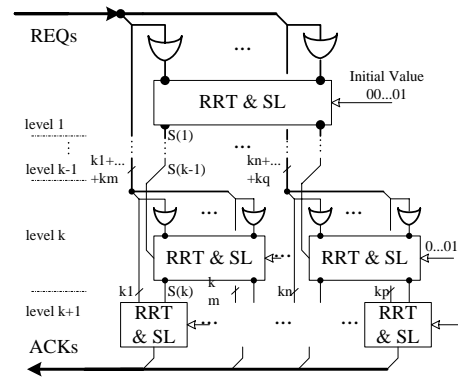 REQs
...
Initial Value
RRT & SL
00...01
level 1
S(1)
...
level k-1
k1+...
+km
S(k-1)
kn+...
+kq
...
...
level k
RRT & SL
...
RRT & SL
0...01
k1
S(k)
k
m
kn
kp
level k+1
RRT
& SL
...
...
...
RRT
& SL
ACKs